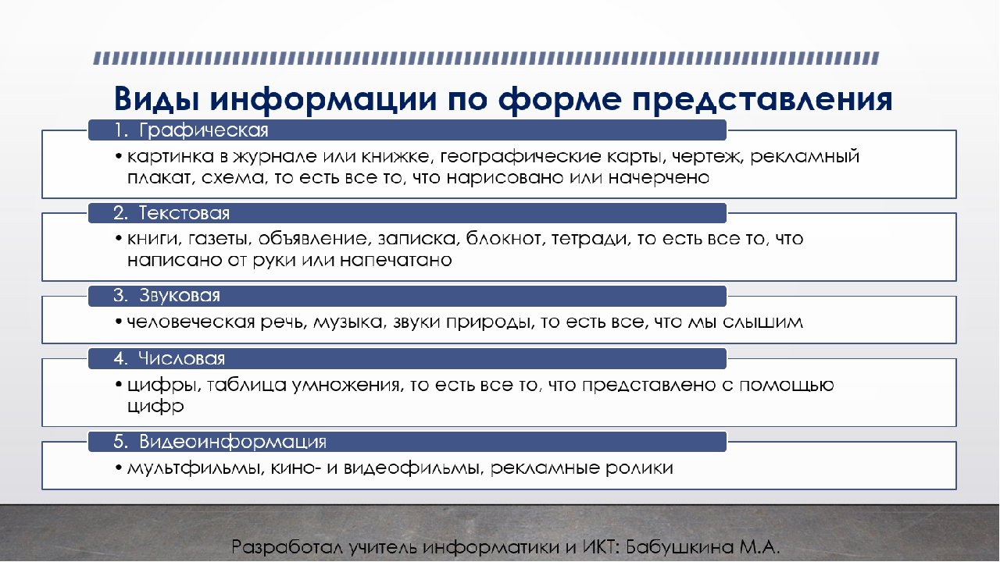 Виды информации по форме представления
1. Графическая
• картинка в журнале или книжке, географические карты, чертеж, рекламный
плакат, схема, то есть все то, что нарисовано или начерчено
2. Текстовая
• книги, газеты, объявление, записка, блокнот, тетради, то есть все то, что
написано от руки или напечатано
3. Звуковая
• человеческая речь, музыка, звуки природы, то есть все, что мы слышим
4. Числовая
• цифры, таблица умножения, то есть все то, что представлено с помощью
цифр
5. Видеоинформация
• мультфильмы, кино- и видеофильмы, рекламные ролики
Разработал учитель информатики и ИКТ: Бабушкина М.А.